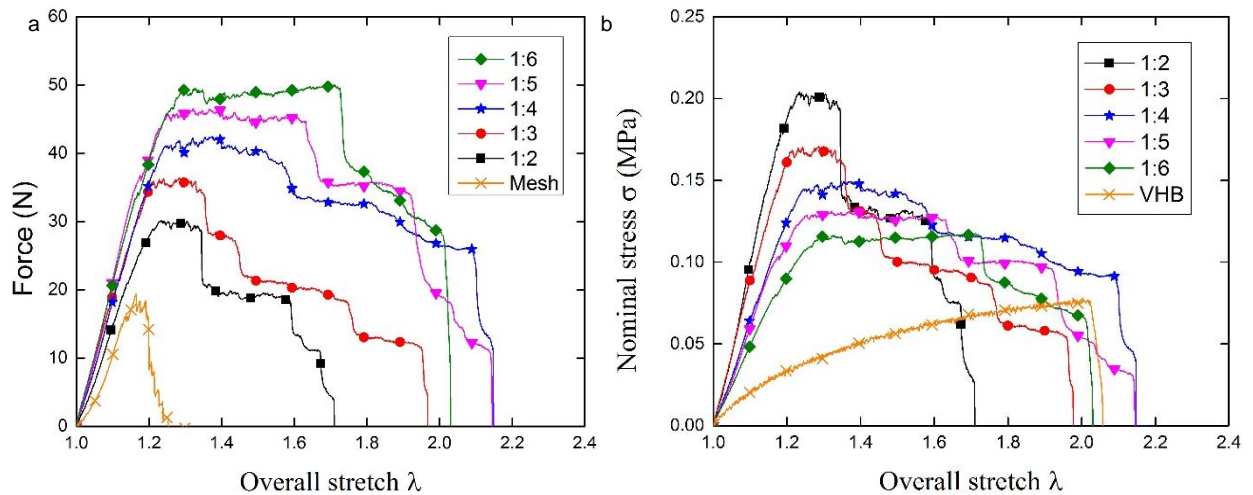 a
60
50
40
30
20
10
0
Force (N)
1:6
1:5
1:4
1:3
1:2
Mesh
1.0 1.2 1.4 1.6 1.8 2.0 2.2 2.4
Overall stretch λ
b
0.25
0.20
0.15
0.10
0.05
0.00
Nominal stress σ (MPa)
1:2
1:3
1:4
1:5
1:6
VHB
1.0 1.2 1.4 1.6 1.8 2.0 2.2 2.4
Overall stretch λ